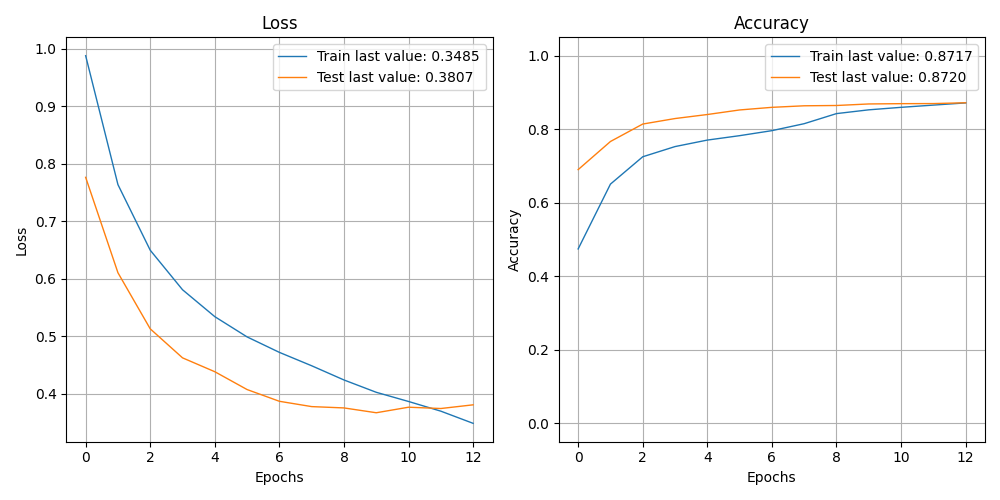 Loss
Train last value: 0.3485
Test last value: 0.3807
1.0
0.9
0.8
0.7
0.6
0.5
0.4
Loss
0 2 4 6 8 10 12
Epochs
Accuracy
Train last value: 0.8717
Test last value: 0.8720
1.0
0.8
0.6
0.4
0.2
0.0
Accuracy
0 2 4 6 8 10 12
Epochs